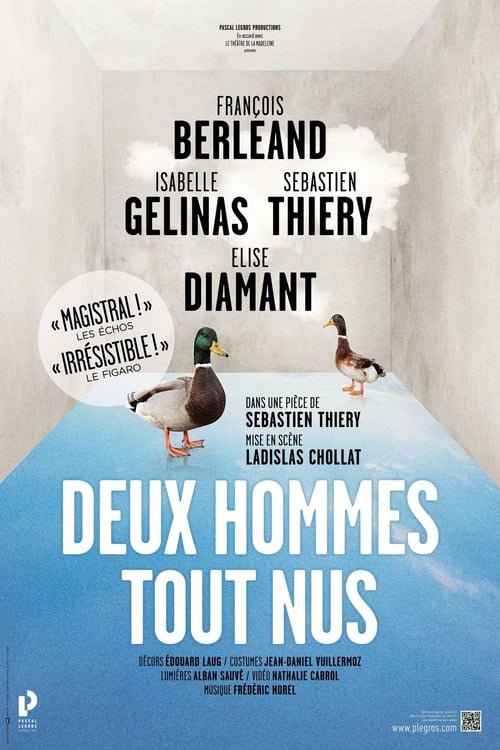 PASCAL LEGROS PRODUCTIONS
En accord avec
LE THÉÂTRE DE LA MADELEINE
présente
FRANÇOIS
BERLÉAND
ISABELLE SEBASTIEN
GELINAS THIERY
ELISE
DIAMANT
« MAGISTRAL ! »
LES ÉCHOS
« IRRÉSISTIBLE ! »
LE FIGARO
DANS UNE PIÈCE DE
SEBASTIEN THIERY
MISE EN SCÈNE
LADISLAS CHOLLAT
DEUX HOMMES
TOUT NUS
DÉCORS ÉDOUARD LAUG / COSTUMES JEAN-DANIEL VUILLERMOZ
LUMIÈRES ALBAN SAUVÉ / VIDÉO NATHALIE CABROL
MUSIQUE FRÉDÉRIC NOREL
PASCAL
LEGROS
www.plegros.com